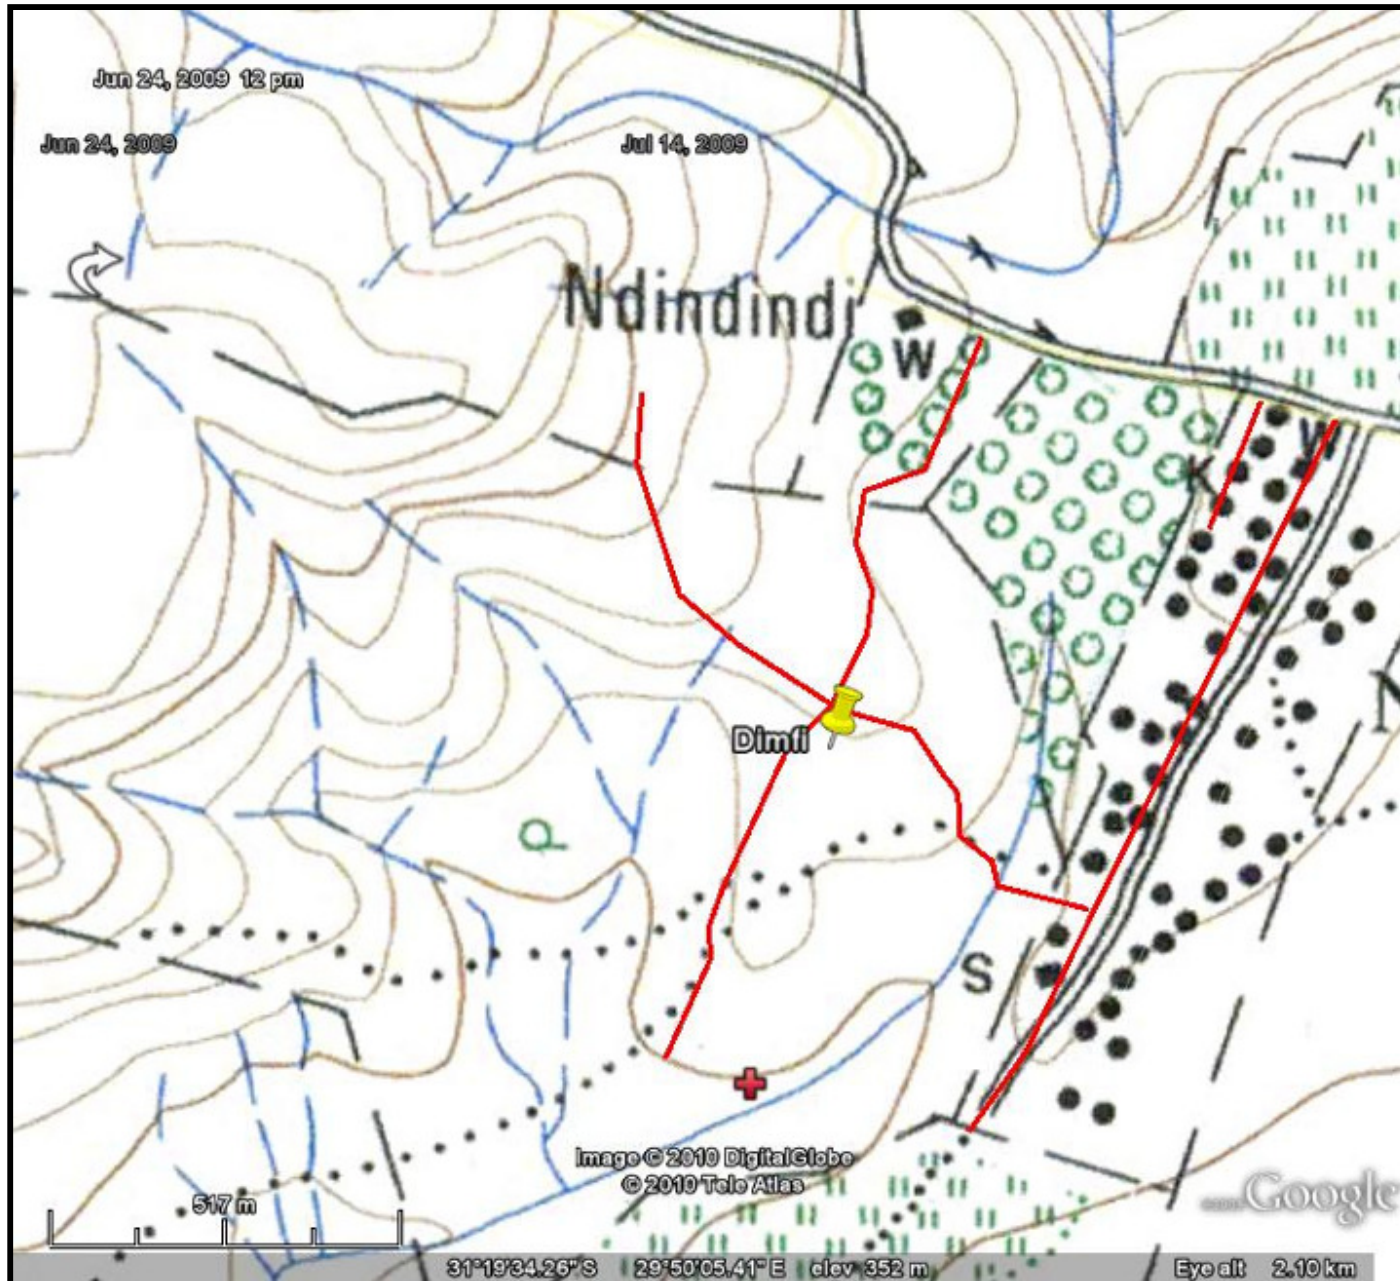 Jun 24, 2009 12 pm
Jun 24, 2009
Jul 14, 2009
Ndindindi
W
W
K
N
Dimfi
S
Image © 2010 DigitalGlobe
© 2010 Tele Atlas
517 m
©2009 Google
31°19'34.26"S 29°50'05.41"E elev 352 m Eye alt 2.10 km